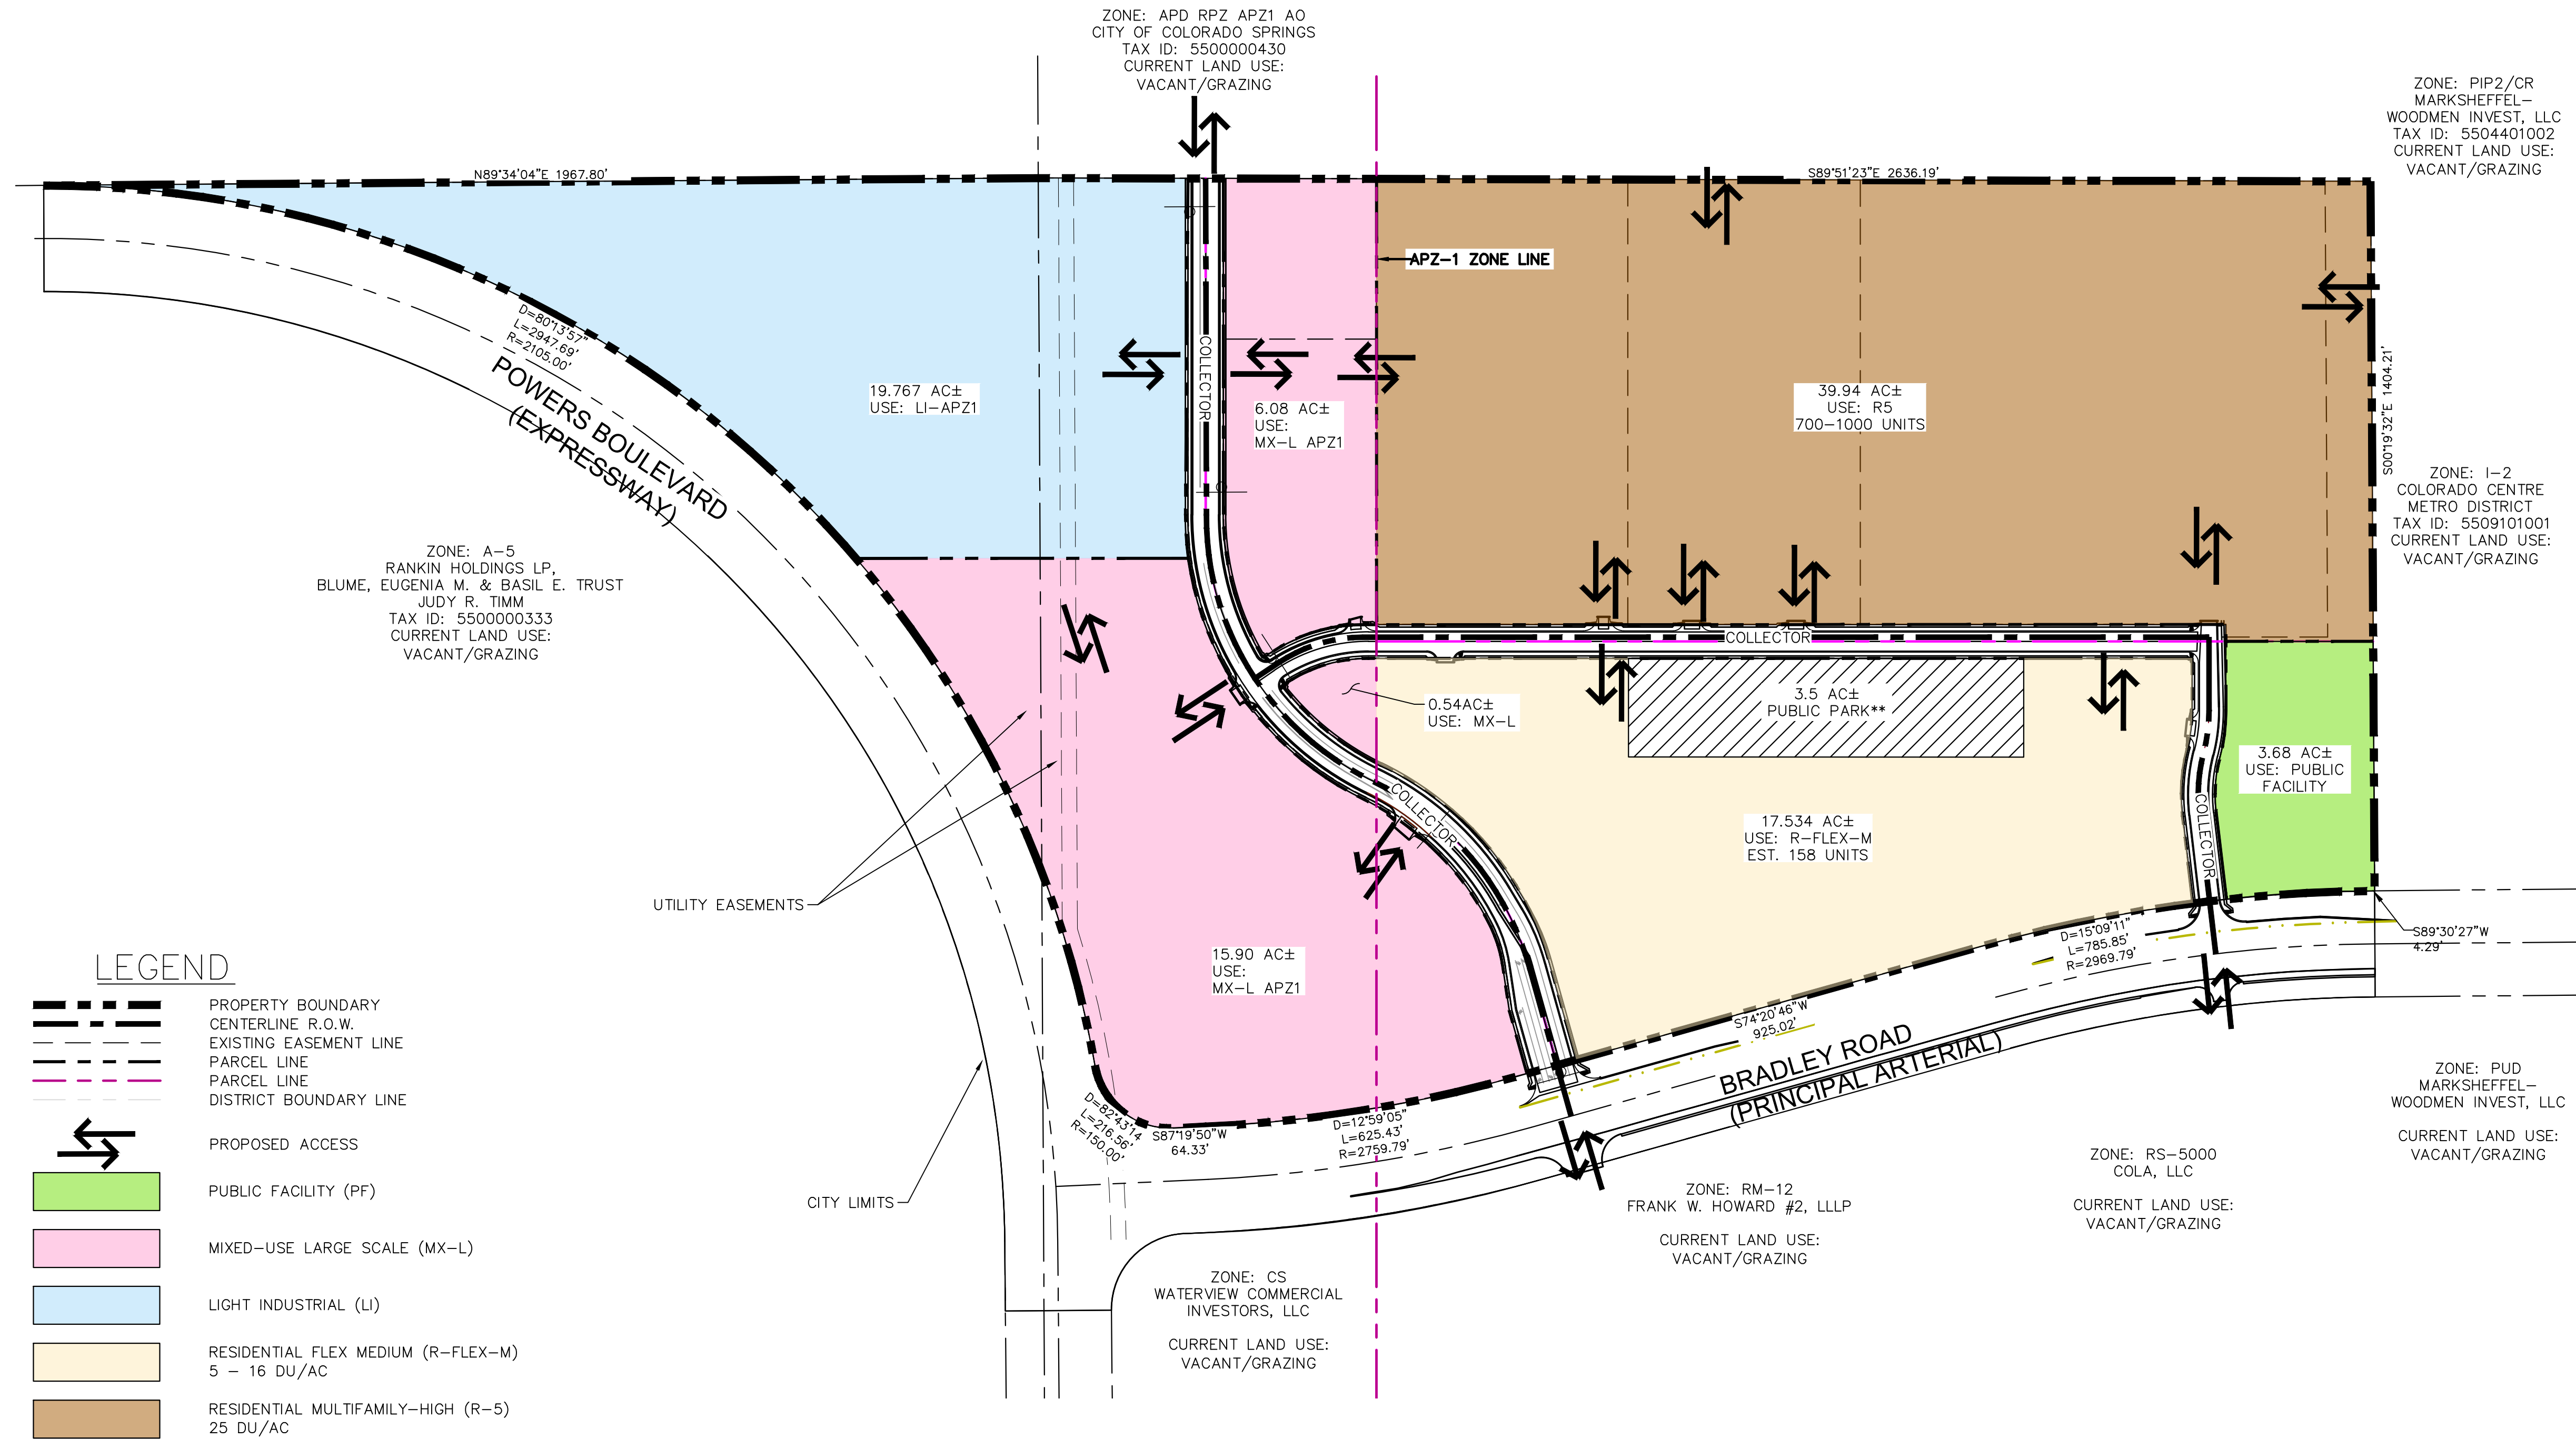 ZONE: APD RPZ APZ1 AO
CITY OF COLORADO SPRINGS
TAX ID: 5500000430
CURRENT LAND USE:
VACANT/GRAZING
ZONE: PIP2/CR
MARKSHEFFEL-
WOODMEN INVEST, LLC
TAX ID: 5504401002
CURRENT LAND USE:
VACANT/GRAZING
N89°34'04"E 1967.80'
S89°51'23"E 2636.19'
APZ-1 ZONE LINE
D=80°13'57"
L=2947.69'
R=2105.00'
POWERS BOULEVARD
(EXPRESSWAY)
19.767 AC±
USE: LI-APZ1
COLLECTOR
6.08 AC±
USE:
MX-L APZ1
39.94 AC±
USE: R5
700-1000 UNITS
S00°19'32"E 1404.21'
ZONE: I-2
COLORADO CENTRE
METRO DISTRICT
TAX ID: 5509101001
CURRENT LAND USE:
VACANT/GRAZING
ZONE: A-5
RANKIN HOLDINGS LP,
BLUME, EUGENIA M. & BASIL E. TRUST
JUDY R. TIMM
TAX ID: 5500000333
CURRENT LAND USE:
VACANT/GRAZING
COLLECTOR
0.54AC±
USE: MX-L
3.5 AC±
PUBLIC PARK**
3.68 AC±
USE: PUBLIC
FACILITY
COLLECTOR
COLLECTOR
17.534 AC±
USE: R-FLEX-M
EST. 158 UNITS
UTILITY EASEMENTS
15.90 AC±
USE:
MX-L APZ1
D=15°09'11"
L=785.85'
R=2969.79'
S89°30'27"W
4.29'
S74°20'46"W
925.02'
BRADLEY ROAD
(PRINCIPAL ARTERIAL)
D=82°43'14
L=216.56'
R=150.00'
S87°19'50"W
64.33'
D=12°59'05"
L=625.43'
R=2759.79'
CITY LIMITS
ZONE: PUD
MARKSHEFFEL-
WOODMEN INVEST, LLC
CURRENT LAND USE:
VACANT/GRAZING
ZONE: RS-5000
COLA, LLC
CURRENT LAND USE:
VACANT/GRAZING
ZONE: RM-12
FRANK W. HOWARD #2, LLLP
CURRENT LAND USE:
VACANT/GRAZING
ZONE: CS
WATERVIEW COMMERCIAL
INVESTORS, LLC
CURRENT LAND USE:
VACANT/GRAZING
LEGEND
PROPERTY BOUNDARY
CENTERLINE R.O.W.
EXISTING EASEMENT LINE
PARCEL LINE
PARCEL LINE
DISTRICT BOUNDARY LINE
PROPOSED ACCESS
PUBLIC FACILITY (PF)
MIXED-USE LARGE SCALE (MX-L)
LIGHT INDUSTRIAL (LI)
RESIDENTIAL FLEX MEDIUM (R-FLEX-M)
5 - 16 DU/AC
RESIDENTIAL MULTIFAMILY-HIGH (R-5)
25 DU/AC